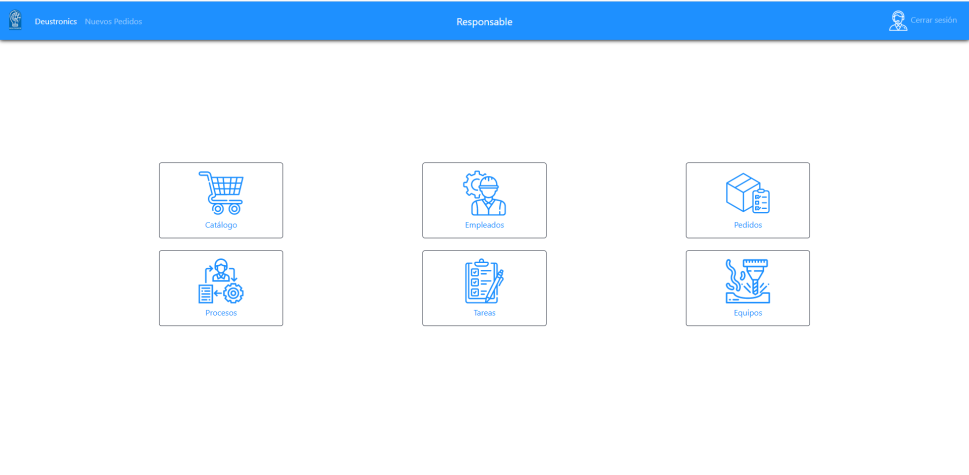 Deustronics Nuevos Pedidos
Responsable
Cerrar sesión
Catálogo
Empleados
Pedidos
Procesos
Tareas
Equipos